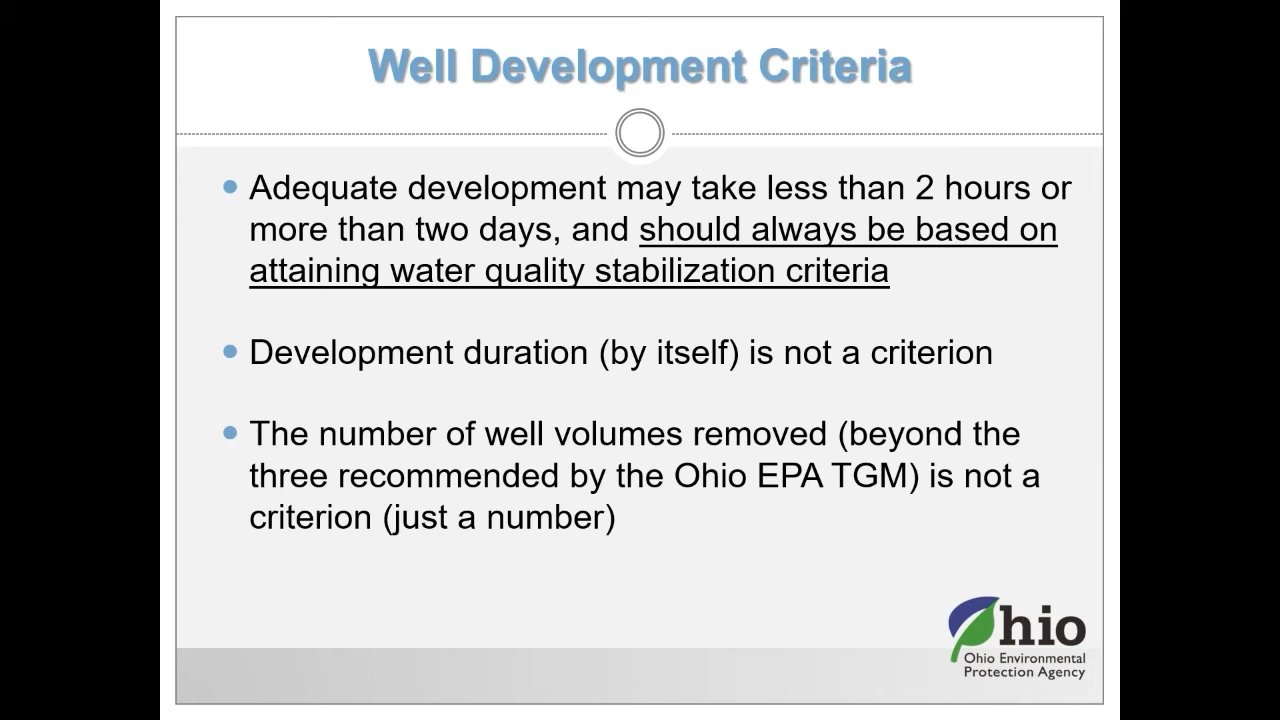 Well Development Criteria
Adequate development may take less than 2 hours or
more than two days, and should always be based on
attaining water quality stabilization criteria
Development duration (by itself) is not a criterion
The number of well volumes removed (beyond the
three recommended by the Ohio EPA TGM) is not a
criterion (just a number)
Ohio
Ohio Environmental
Protection Agency